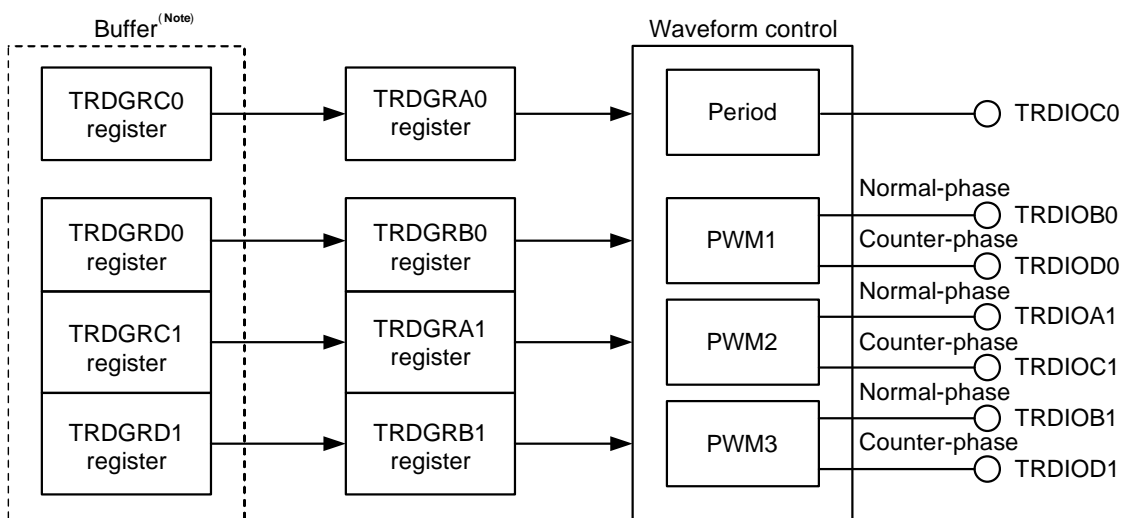 Buffer(Note)
Waveform control
TRDGRC0
register
TRDGRA0
register
Period
TRDIOC0
TRDGRD0
register
TRDGRB0
register
PWM1
Normal-phase
TRDIOB0
Counter-phase
TRDIOD0
TRDGRC1
register
TRDGRA1
register
PWM2
Normal-phase
TRDIOA1
Counter-phase
TRDIOC1
TRDGRD1
register
TRDGRB1
register
PWM3
Normal-phase
TRDIOB1
Counter-phase
TRDIOD1